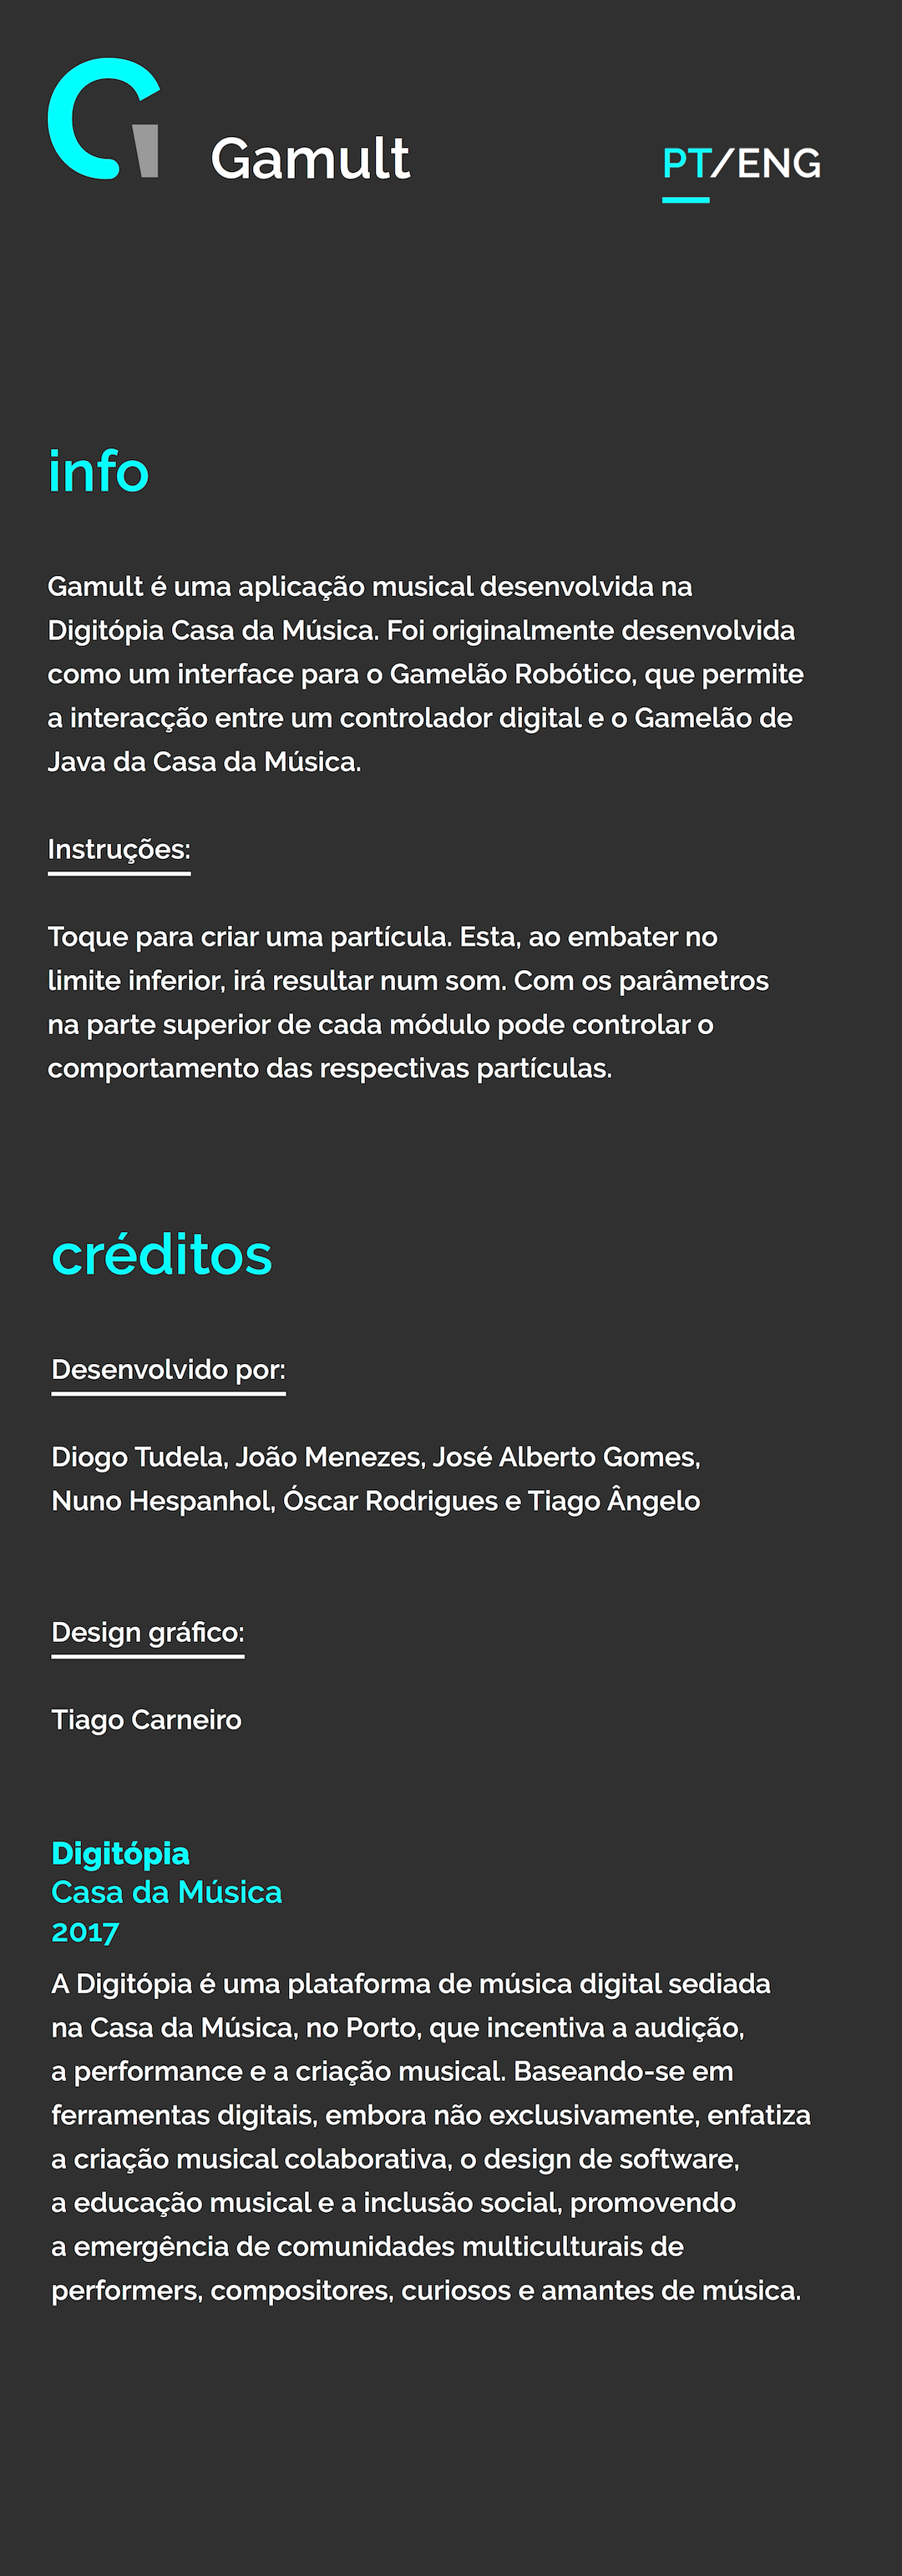 Gamult
PT/ENG
info
Gamult é uma aplicação musical desenvolvida na
Digitópia Casa da Música. Foi originalmente desenvolvida
como um interface para o Gamelão Robótico, que permite
a interacção entre um controlador digital e o Gamelão de
Java da Casa da Música.
Instruções:
Toque para criar uma partícula. Esta, ao embater no
limite inferior, irá resultar num som. Com os parâmetros
na parte superior de cada módulo pode controlar o
comportamento das respectivas partículas.
créditos
Desenvolvido por:
Diogo Tudela, João Menezes, José Alberto Gomes,
Nuno Hespanhol, Óscar Rodrigues e Tiago Ângelo
Design gráfico:
Tiago Carneiro
Digitópia
Casa da Música
2017
A Digitópia é uma plataforma de música digital sediada
na Casa da Música, no Porto, que incentiva a audição,
a performance e a criação musical. Baseando-se em
ferramentas digitais, embora não exclusivamente, enfatiza
a criação musical colaborativa, o design de software,
a educação musical e a inclusão social, promovendo
a emergência de comunidades multiculturais de
performers, compositores, curiosos e amantes de música.